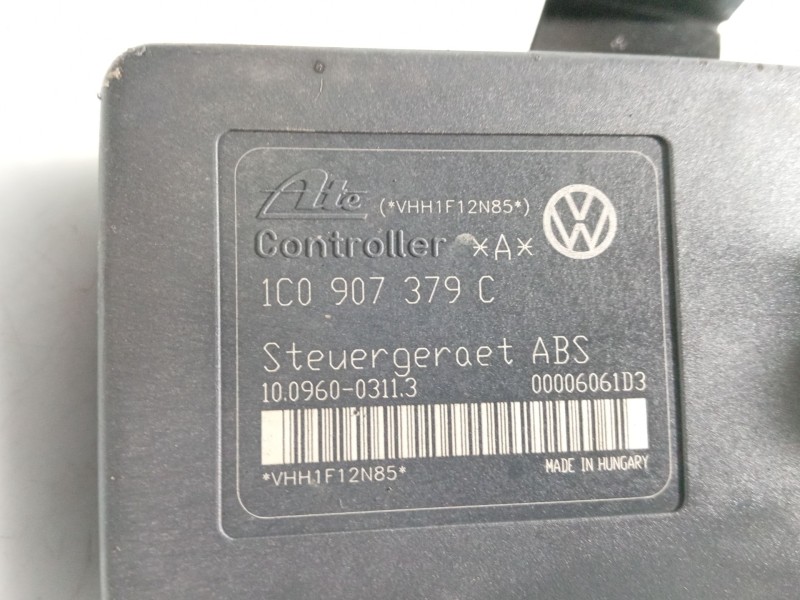 Ate (*VHH1F12N85*)
Controller *A*
1C0 907 379 C
Steuergeraet ABS
10.0960-0311.3 00006061D3
*VHH1F12N85* MADE IN HUNGARY